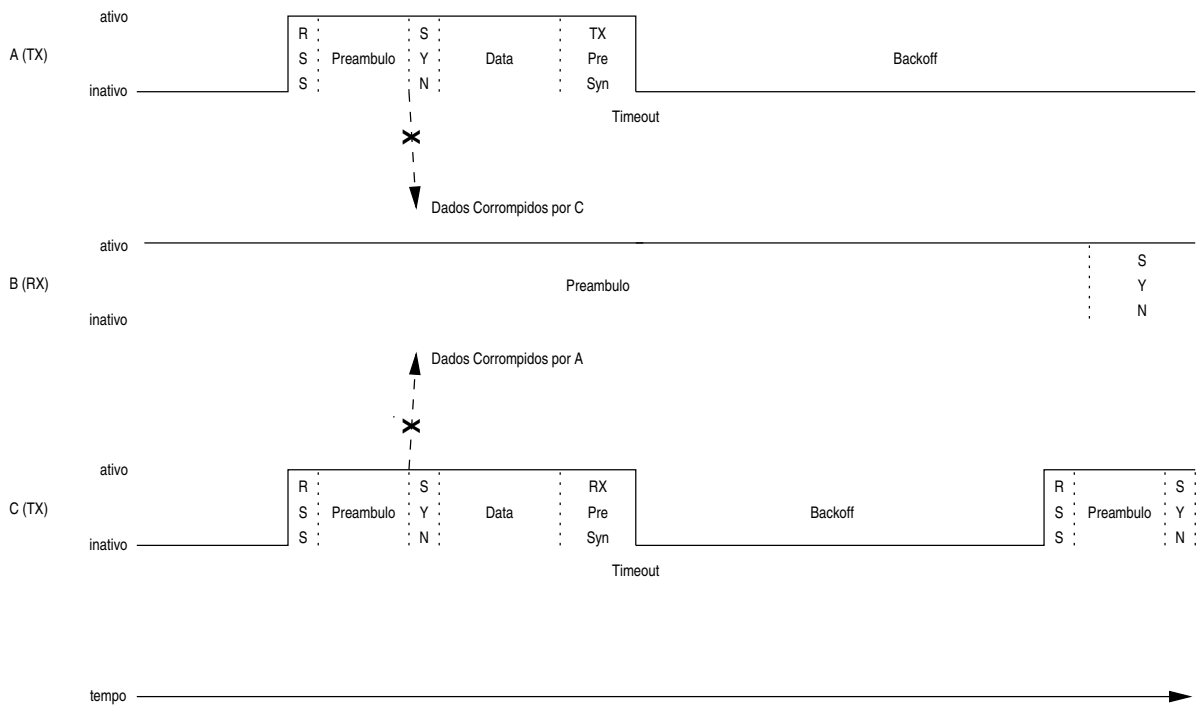 ativo
A (TX)
inativo
R
S
S
Preambulo
S
Y
N
Data
TX
Pre
Syn
Backoff
Timeout
X
Dados Corrompidos por C
ativo
B (RX)
inativo
Preambulo
S
Y
N
Dados Corrompidos por A
X
ativo
C (TX)
inativo
R
S
S
Preambulo
S
Y
N
Data
RX
Pre
Syn
Backoff
R
S
S
Preambulo
S
Y
N
Timeout
tempo